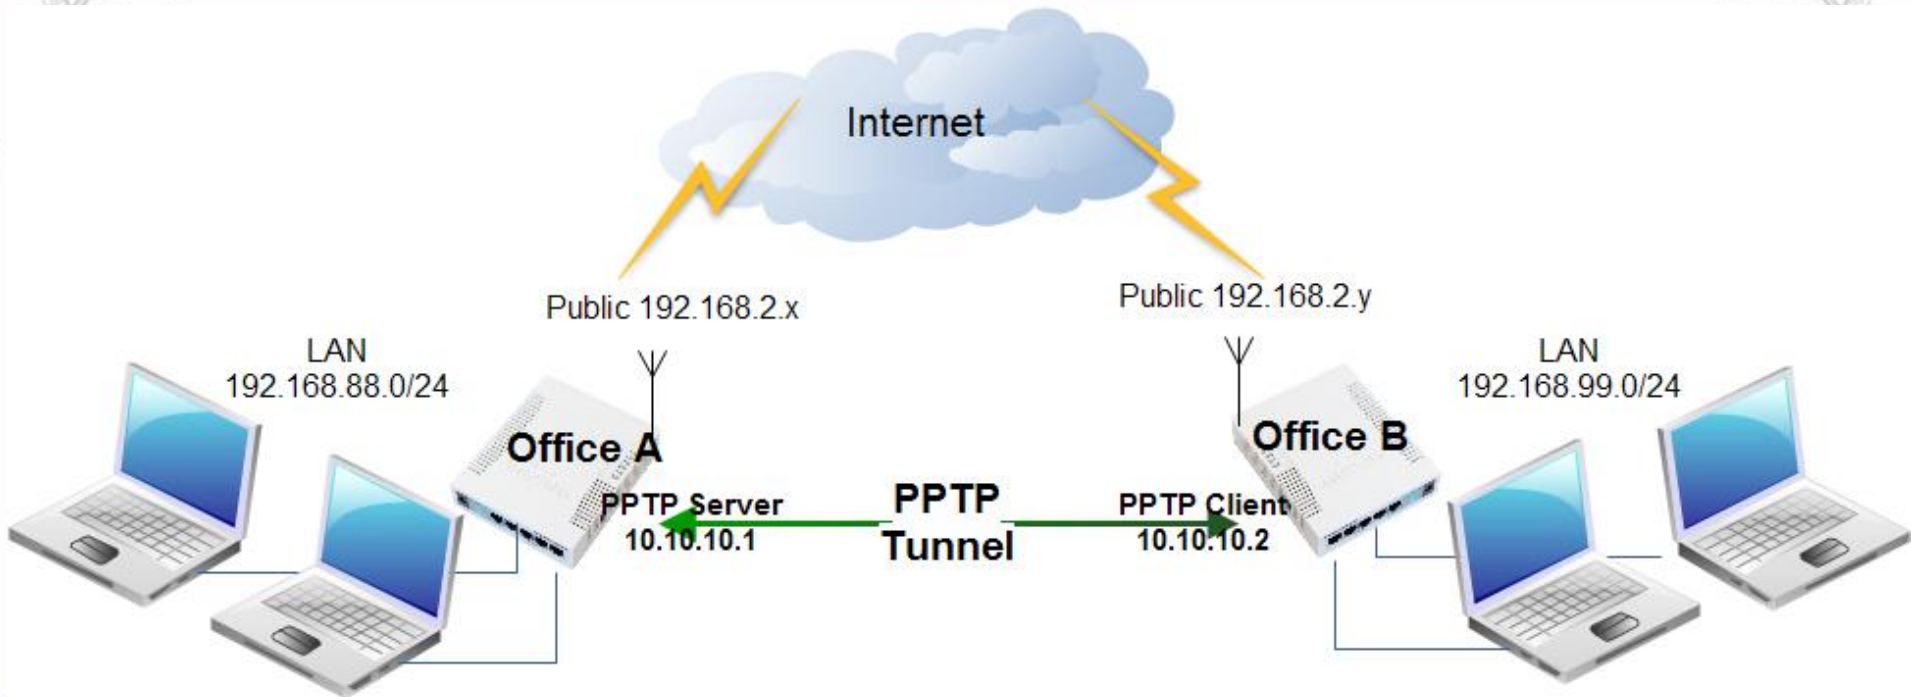 Internet
Public 192.168.2.x
Public 192.168.2.y
LAN
192.168.88.0/24
LAN
192.168.99.0/24
Office A
Office B
PPTP Server
10.10.10.1
PPTP
Tunnel
PPTP Client
10.10.10.2